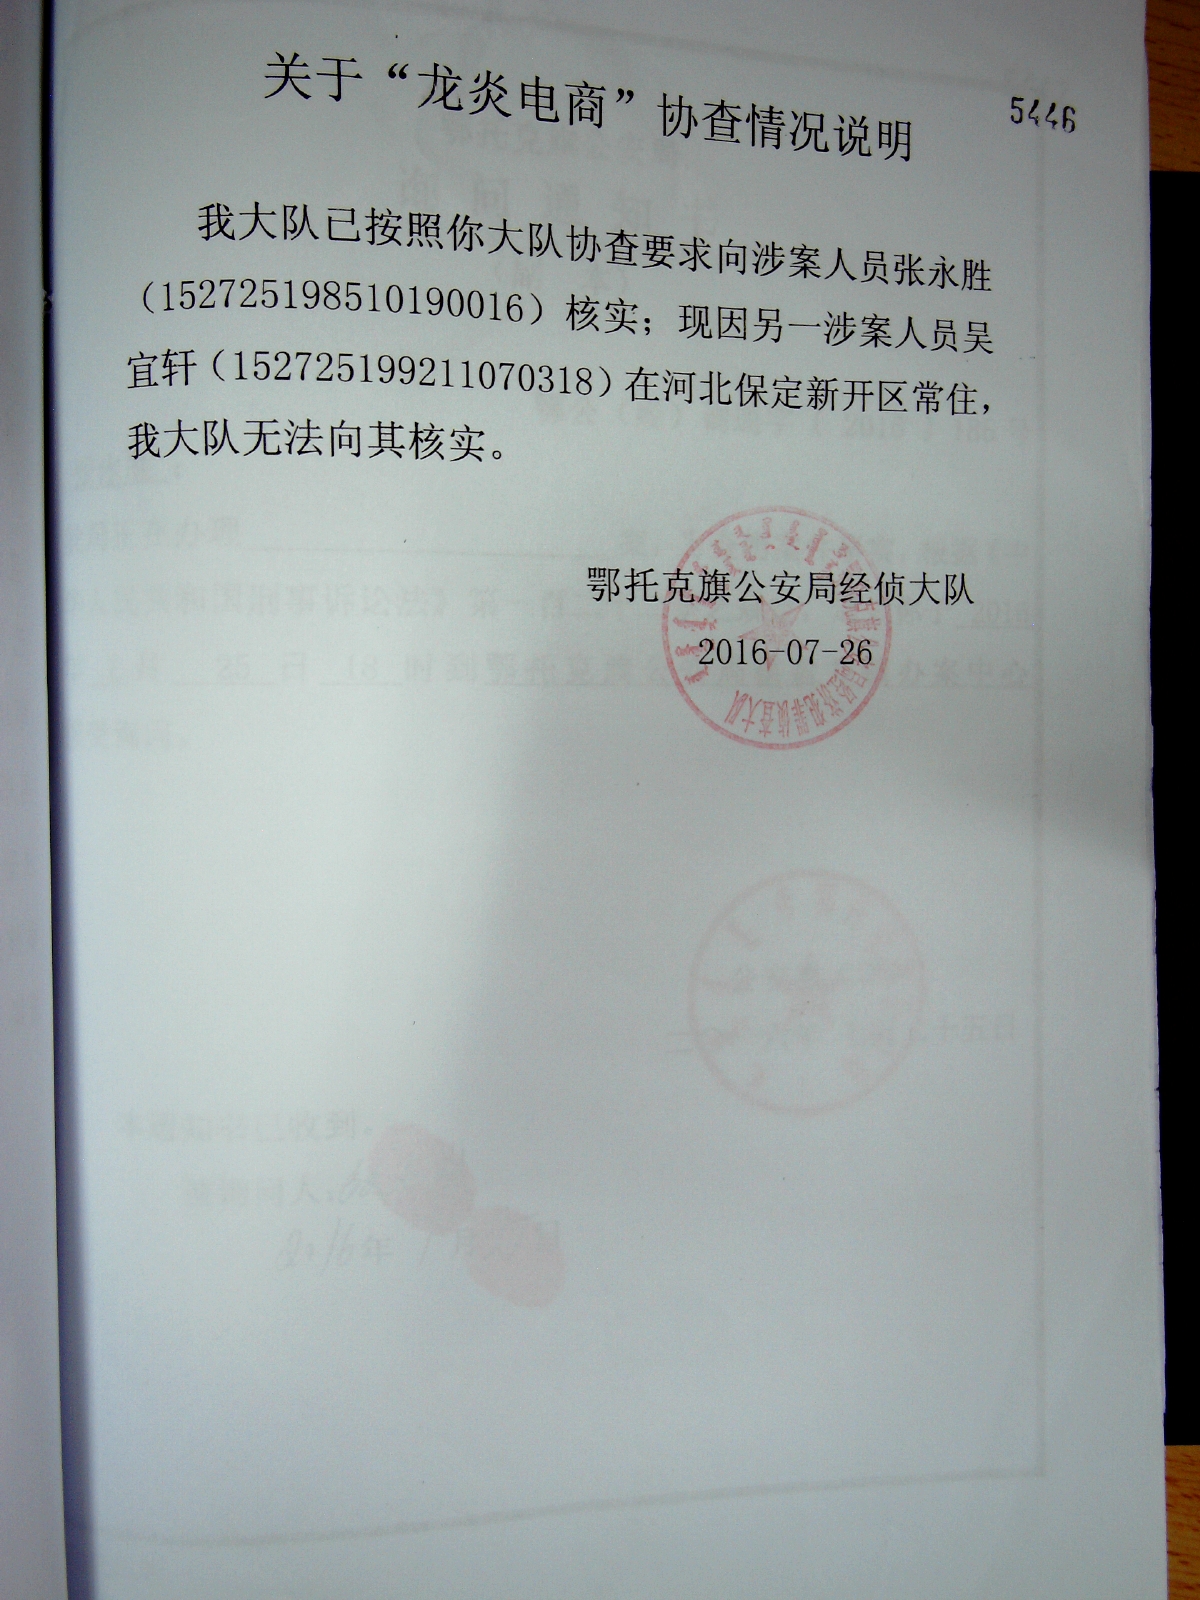 5446
关于“龙炎电商”协查情况说明
我大队已按照你大队协查要求向涉案人员张永胜
（152725198510190016）核实；现因另一涉案人员吴
宜轩（152725199211070318）在河北保定新开区常住，
我大队无法向其核实。
鄂托克旗公安局经侦大队
2016-07-26